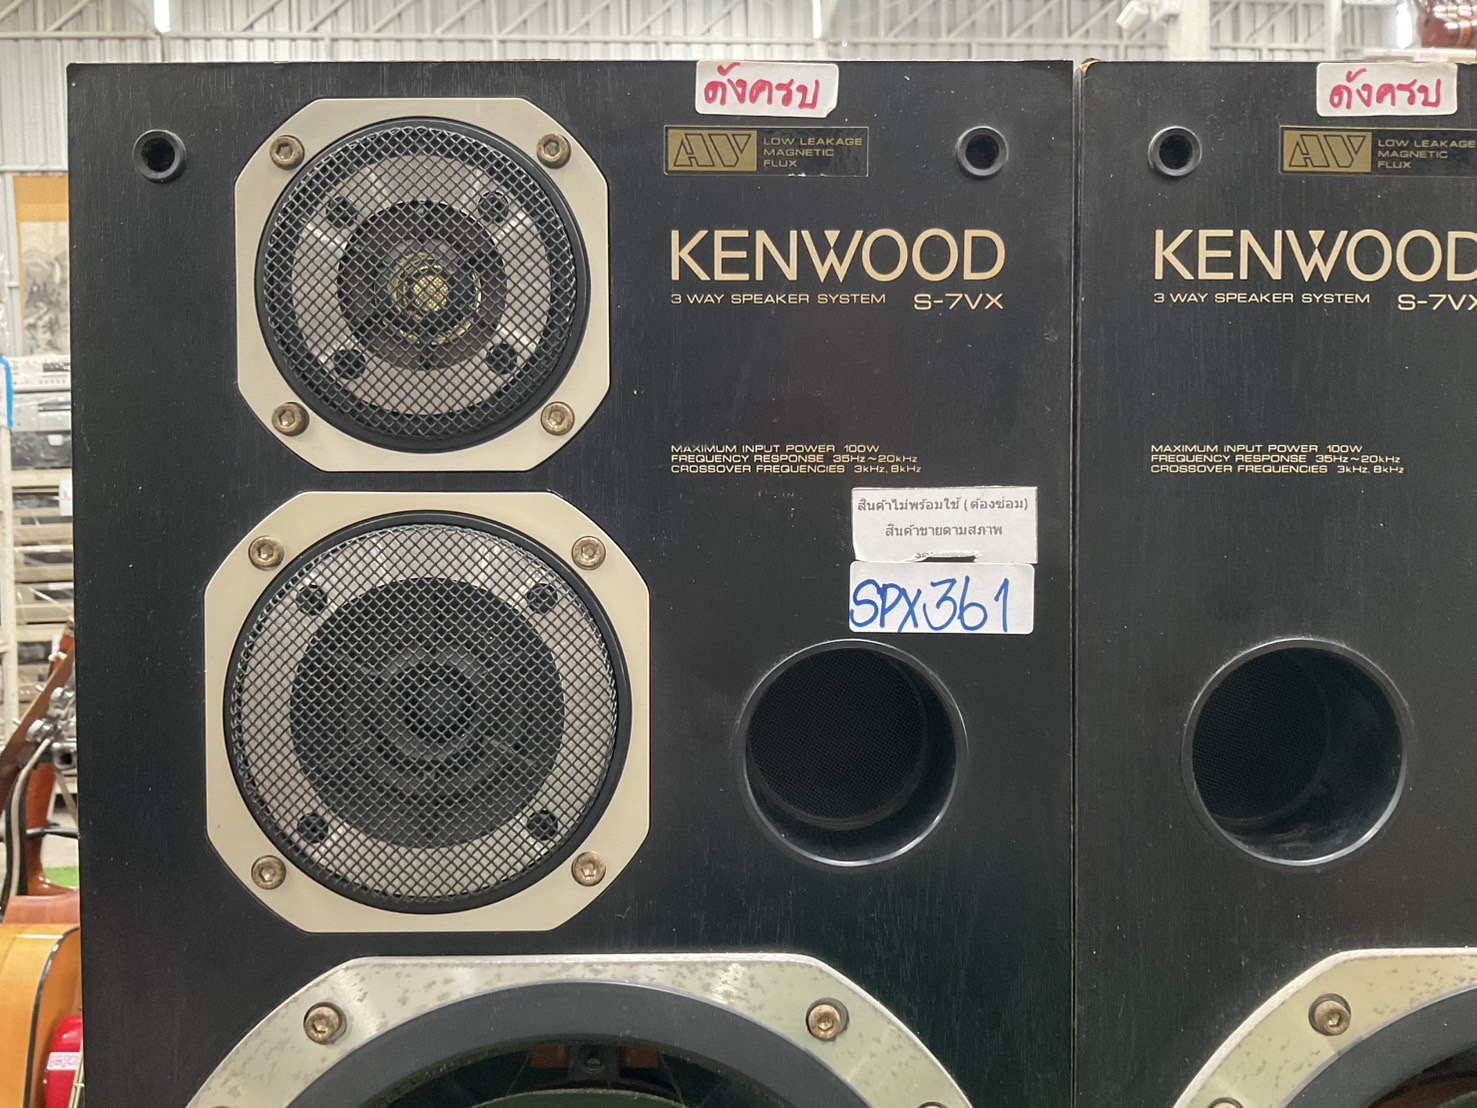 ดังครบ
AV LOW LEAKAGE
MAGNETIC
FLUX
KENWOOD
3 WAY SPEAKER SYSTEM S-7VX
MAXIMUM INPUT POWER 100W
FREQUENCY RESPONSE 35Hz~20kHz
CROSSOVER FREQUENCIES 3kHz, 8kHz
สินค้าไม่พร้อมใช้ (ต้องซ่อม)
สินค้าขายตามสภาพ
SPX361
ดังครบ
AV LOW LEAKAGE
MAGNETIC
FLUX
KENWOOD
3 WAY SPEAKER SYSTEM S-7VX
MAXIMUM INPUT POWER 100W
FREQUENCY RESPONSE 35Hz~20kHz
CROSSOVER FREQUENCIES 3kHz, 8kHz